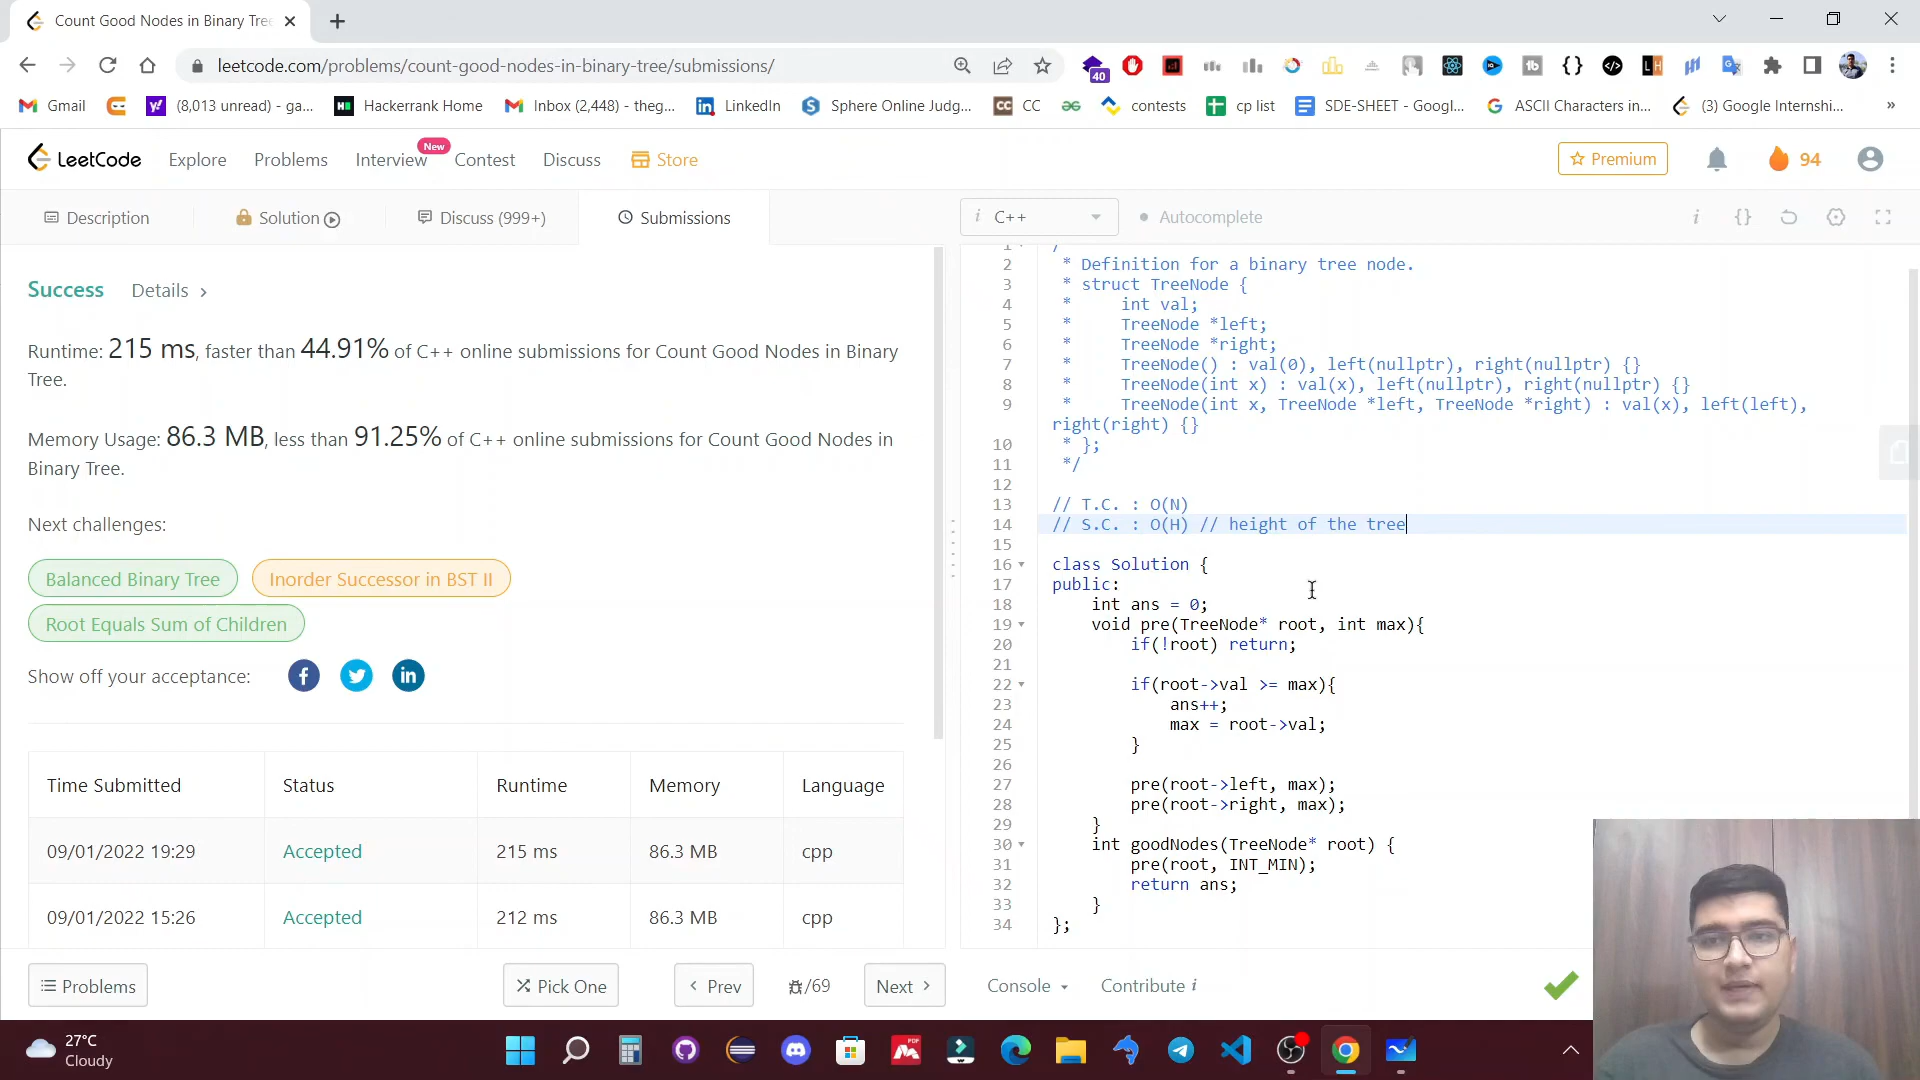 Count Good Nodes in Binary Tre
leetcode.com/problems/count-good-nodes-in-binary-tree/submissions/
40
Gmail
(8,013 unread) - ga...
Hackerrank Home
Inbox (2,448) - theg...
LinkedIn
Sphere Online Judg...
CC
contests
cp list
SDE-SHEET - Googl...
ASCII Characters in...
(3) Google Internshi...
»
LeetCode
Explore
Problems
Interview
New
Contest
Discuss
Store
Premium
94
Description
Solution
Discuss (999+)
Submissions
i C++
Autocomplete
Success
Details >
Runtime: 215 ms, faster than 44.91% of C++ online submissions for Count Good Nodes in Binary
Tree.
Memory Usage: 86.3 MB, less than 91.25% of C++ online submissions for Count Good Nodes in
Binary Tree.
Next challenges:
Balanced Binary Tree
Inorder Successor in BST II
Root Equals Sum of Children
Show off your acceptance:
Time Submitted Status Runtime Memory Language
09/01/2022 19:29 Accepted 215 ms 86.3 MB cpp
09/01/2022 15:26 Accepted 212 ms 86.3 MB cpp
2 * Definition for a binary tree node.
3 * struct TreeNode {
4 *     int val;
5 *     TreeNode *left;
6 *     TreeNode *right;
7 *     TreeNode() : val(0), left(nullptr), right(nullptr) {}
8 *     TreeNode(int x) : val(x), left(nullptr), right(nullptr) {}
9 *     TreeNode(int x, TreeNode *left, TreeNode *right) : val(x), left(left),
right(right) {}
10 * };
11 */
12
13 // T.C. : O(N)
14 // S.C. : O(H) // height of the tree
15
16 class Solution {
17 public:
18     int ans = 0;
19     void pre(TreeNode* root, int max){
20         if(!root) return;
21
22         if(root->val >= max){
23             ans++;
24             max = root->val;
25         }
26
27         pre(root->left, max);
28         pre(root->right, max);
29     }
30     int goodNodes(TreeNode* root) {
31         pre(root, INT_MIN);
32         return ans;
33     }
34 };
Problems
Pick One
Prev
/69
Next
Console
Contribute i
27°C
Cloudy